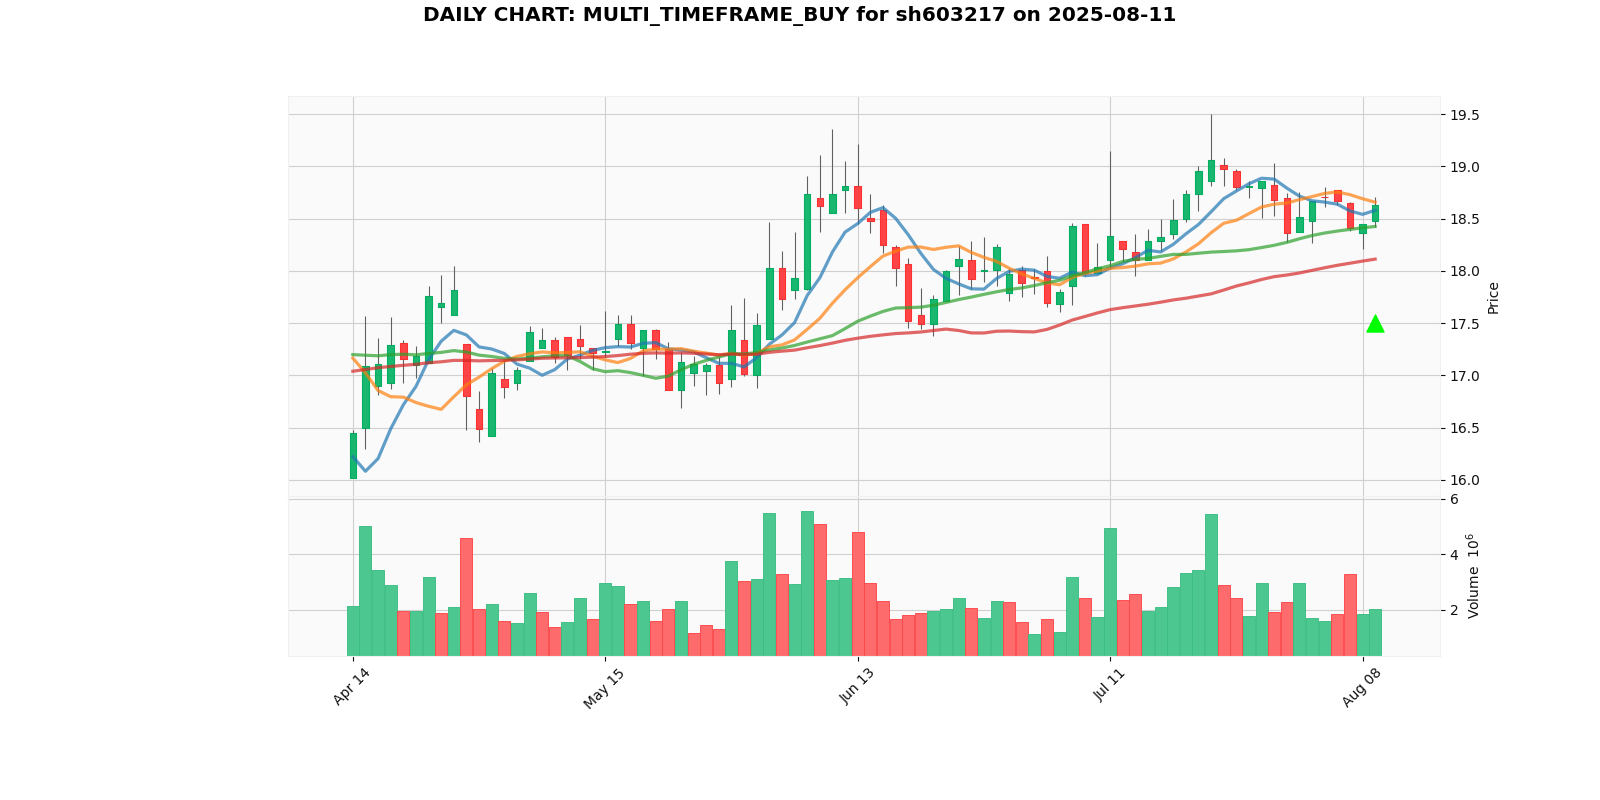 DAILY CHART: MULTI_TIMEFRAME_BUY for sh603217 on 2025-08-11
19.5
19.0
18.5
18.0
17.5
17.0
16.5
16.0
Price
6
4
2
Volume 10^6
Apr 14
May 15
Jun 13
Jul 11
Aug 08